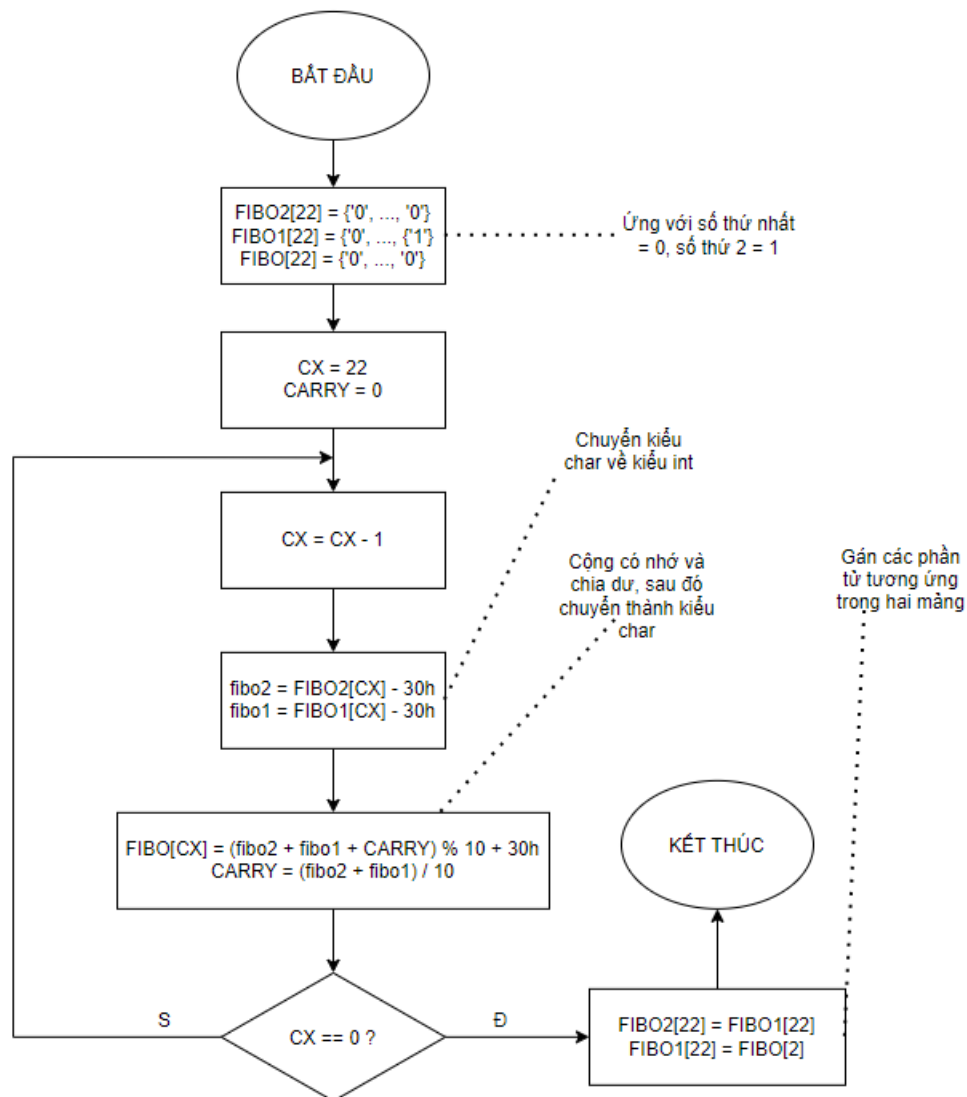 BẮT ĐẦU
FIBO2[22] = {'0', ..., '0'}
FIBO1[22] = {'0', ..., {'1'}
FIBO[22] = {'0', ..., '0'}
Ứng với số thứ nhất
= 0, số thứ 2 = 1
CX = 22
CARRY = 0
Chuyển kiểu
char về kiểu int
CX = CX - 1
Cộng có nhớ và
chia dư, sau đó
chuyển thành kiểu
char
Gán các phần
tử tương ứng
trong hai mảng
fibo2 = FIBO2[CX] - 30h
fibo1 = FIBO1[CX] - 30h
FIBO[CX] = (fibo2 + fibo1 + CARRY) % 10 + 30h
CARRY = (fibo2 + fibo1) / 10
KẾT THÚC
S
CX == 0 ?
Đ
FIBO2[22] = FIBO1[22]
FIBO1[22] = FIBO[2]